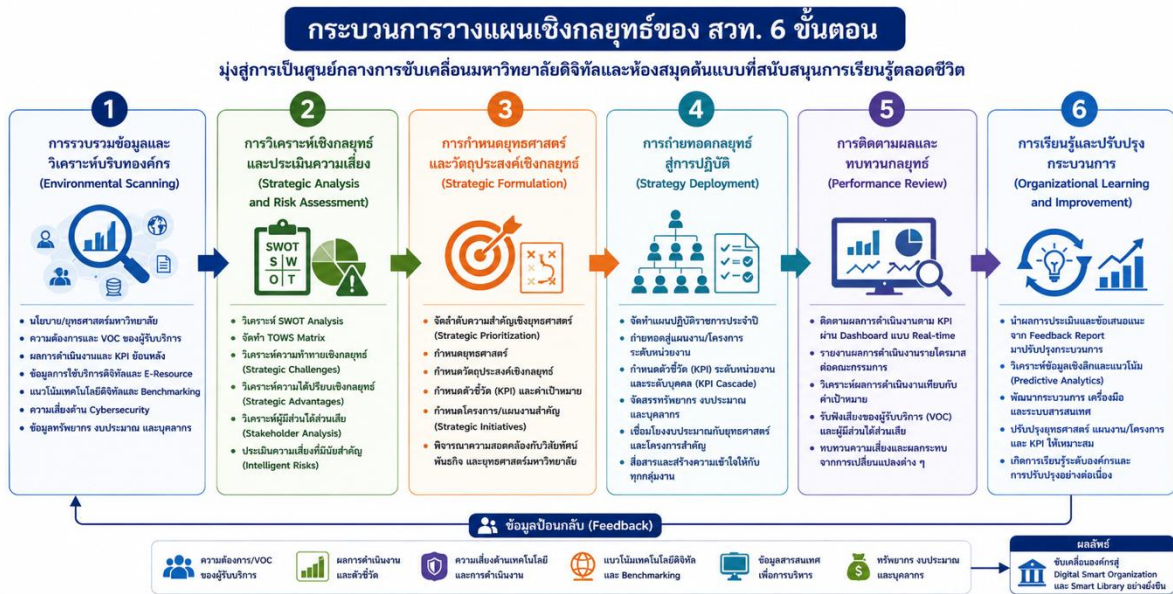 กระบวนการวางแผนเชิงกลยุทธ์ของ สวท. 6 ขั้นตอน
มุ่งสู่การเป็นศูนย์กลางการขับเคลื่อนมหาวิทยาลัยดิจิทัลและห้องสมุดต้นแบบที่สนับสนุนการเรียนรู้ตลอดชีวิต
1
การรวบรวมข้อมูลและ
วิเคราะห์บริบทองค์กร
(Environmental Scanning)
• นโยบาย/ยุทธศาสตร์มหาวิทยาลัย
• ความต้องการและ VOC ของผู้รับบริการ
• ผลการดำเนินงานและ KPI ย้อนหลัง
• ข้อมูลการใช้บริการดิจิทัลและ E-Resource
• แนวโน้มเทคโนโลยีดิจิทัลและ Benchmarking
• ความเสี่ยงด้าน Cybersecurity
• ข้อมูลทรัพยากร งบประมาณ และบุคลากร
2
การวิเคราะห์เชิงกลยุทธ์
และประเมินความเสี่ยง
(Strategic Analysis
and Risk Assessment)
SWOT
S W
O T
• วิเคราะห์ SWOT Analysis
• จัดทำ TOWS Matrix
• วิเคราะห์ความท้าทายเชิงกลยุทธ์
(Strategic Challenges)
• วิเคราะห์ความได้เปรียบเชิงกลยุทธ์
(Strategic Advantages)
• วิเคราะห์ผู้มีส่วนได้ส่วนเสีย
(Stakeholder Analysis)
• ประเมินความเสี่ยงที่มีนัยสำคัญ
(Intelligent Risks)
3
การกำหนดยุทธศาสตร์
และวัตถุประสงค์เชิงกลยุทธ์
(Strategic Formulation)
• จัดลำดับความสำคัญเชิงยุทธศาสตร์
(Strategic Prioritization)
• กำหนดยุทธศาสตร์
• กำหนดวัตถุประสงค์เชิงกลยุทธ์
• กำหนดตัวชี้วัด (KPI) และค่าเป้าหมาย
• กำหนดโครงการ/แผนงานสำคัญ
(Strategic Initiatives)
• พิจารณาความสอดคล้องกับวิสัยทัศน์
พันธกิจ และยุทธศาสตร์มหาวิทยาลัย
4
การถ่ายทอดกลยุทธ์
สู่การปฏิบัติ
(Strategy Deployment)
• จัดทำแผนปฏิบัติราชการประจำปี
• ถ่ายทอดสู่แผนงาน/โครงการ
ระดับหน่วยงาน
• กำหนดตัวชี้วัด (KPI) ระดับหน่วยงาน
และระดับบุคคล (KPI Cascade)
• จัดสรรทรัพยากร งบประมาณ
และบุคลากร
• เชื่อมโยงงบประมาณกับยุทธศาสตร์
และโครงการสำคัญ
• สื่อสารและสร้างความเข้าใจให้กับ
ทุกกลุ่มงาน
5
การติดตามผลและ
ทบทวนกลยุทธ์
(Performance Review)
• ติดตามผลการดำเนินงานตาม KPI
ผ่าน Dashboard แบบ Real-time
• รายงานผลการดำเนินงานรายไตรมาส
ต่อคณะกรรมการ
• วิเคราะห์ผลการดำเนินงานเทียบกับ
ค่าเป้าหมาย
• รับฟังเสียงของผู้รับบริการ (VOC)
และผู้มีส่วนได้ส่วนเสีย
• ทบทวนความเสี่ยงและผลกระทบ
จากการเปลี่ยนแปลงต่าง ๆ
6
การเรียนรู้และปรับปรุง
กระบวนการ
(Organizational Learning
and Improvement)
• นำผลการประเมินและข้อเสนอแนะ
จาก Feedback Report
มาปรับปรุงกระบวนการ
• วิเคราะห์ข้อมูลเชิงลึกและแนวโน้ม
(Predictive Analytics)
• พัฒนากระบวนการ เครื่องมือ
และระบบสารสนเทศ
• ปรับปรุงยุทธศาสตร์ แผนงาน/โครงการ
และ KPI ให้เหมาะสม
• เกิดการเรียนรู้ระดับองค์กรและ
การปรับปรุงอย่างต่อเนื่อง
ข้อมูลป้อนกลับ (Feedback)
ความต้องการ/VOC
ของผู้รับบริการ
ผลการดำเนินงาน
และตัวชี้วัด
ความเสี่ยงด้านเทคโนโลยี
และการดำเนินงาน
แนวโน้มเทคโนโลยีดิจิทัล
และ Benchmarking
ข้อมูลสารสนเทศ
เพื่อการบริหาร
$
ทรัพยากร งบประมาณ
และบุคลากร
ผลลัพธ์
ขับเคลื่อนองค์กรสู่
Digital Smart Organization
และ Smart Library อย่างยั่งยืน